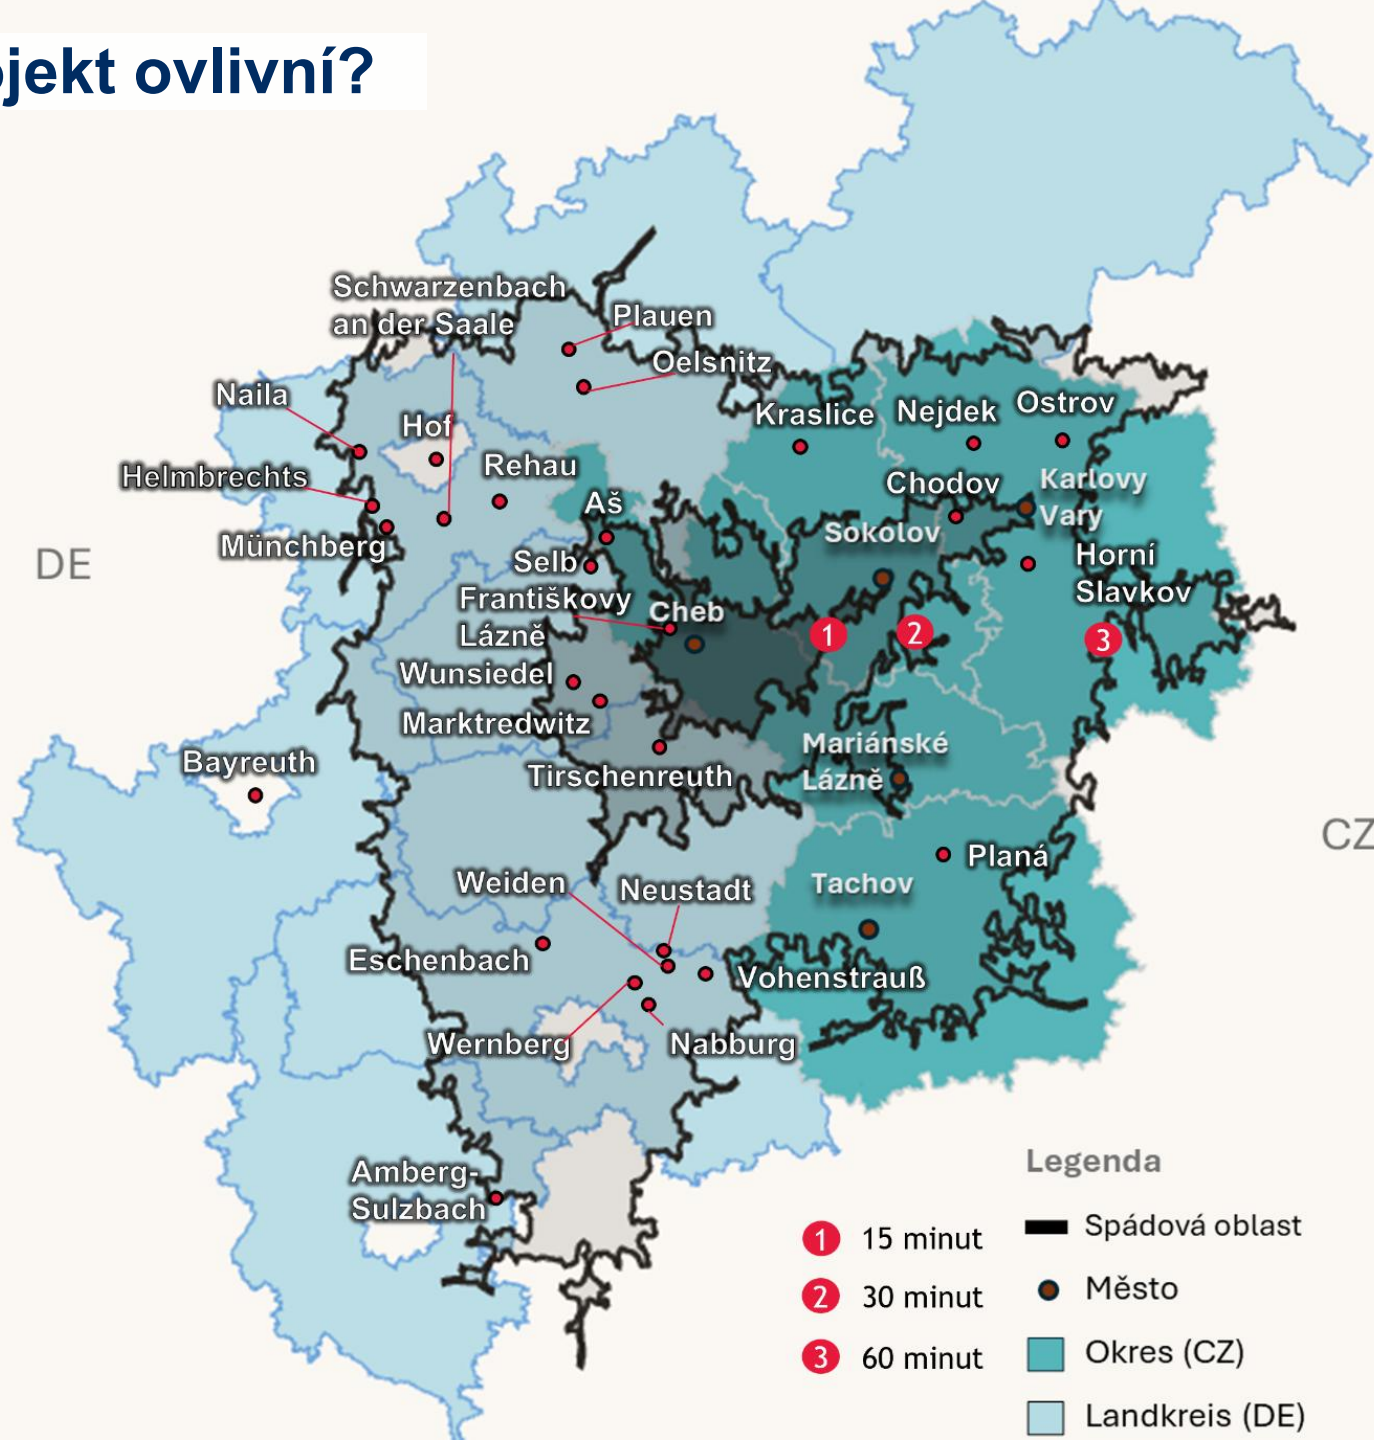 ojekt ovlivní?
Schwarzenbach
an der Saale
Plauen
Oelsnitz
Naila
Hof
Kraslice
Nejdek
Ostrov
Helmbrechts
Rehau
Aš
Chodov
Karlovy
Vary
Münchberg
Sokolov
DE
Selb
Horní
Slavkov
Františkovy
Lázně
Cheb
1
2
3
Wunsiedel
Marktredwitz
Mariánské
Lázně
Bayreuth
Tirschenreuth
CZ
Planá
Weiden
Neustadt
Tachov
Eschenbach
Vohenstrauß
Wernberg
Nabburg
Amberg-
Sulzbach
Legenda
1 15 minut
2 30 minut
3 60 minut
Spádová oblast
Město
Okres (CZ)
Landkreis (DE)